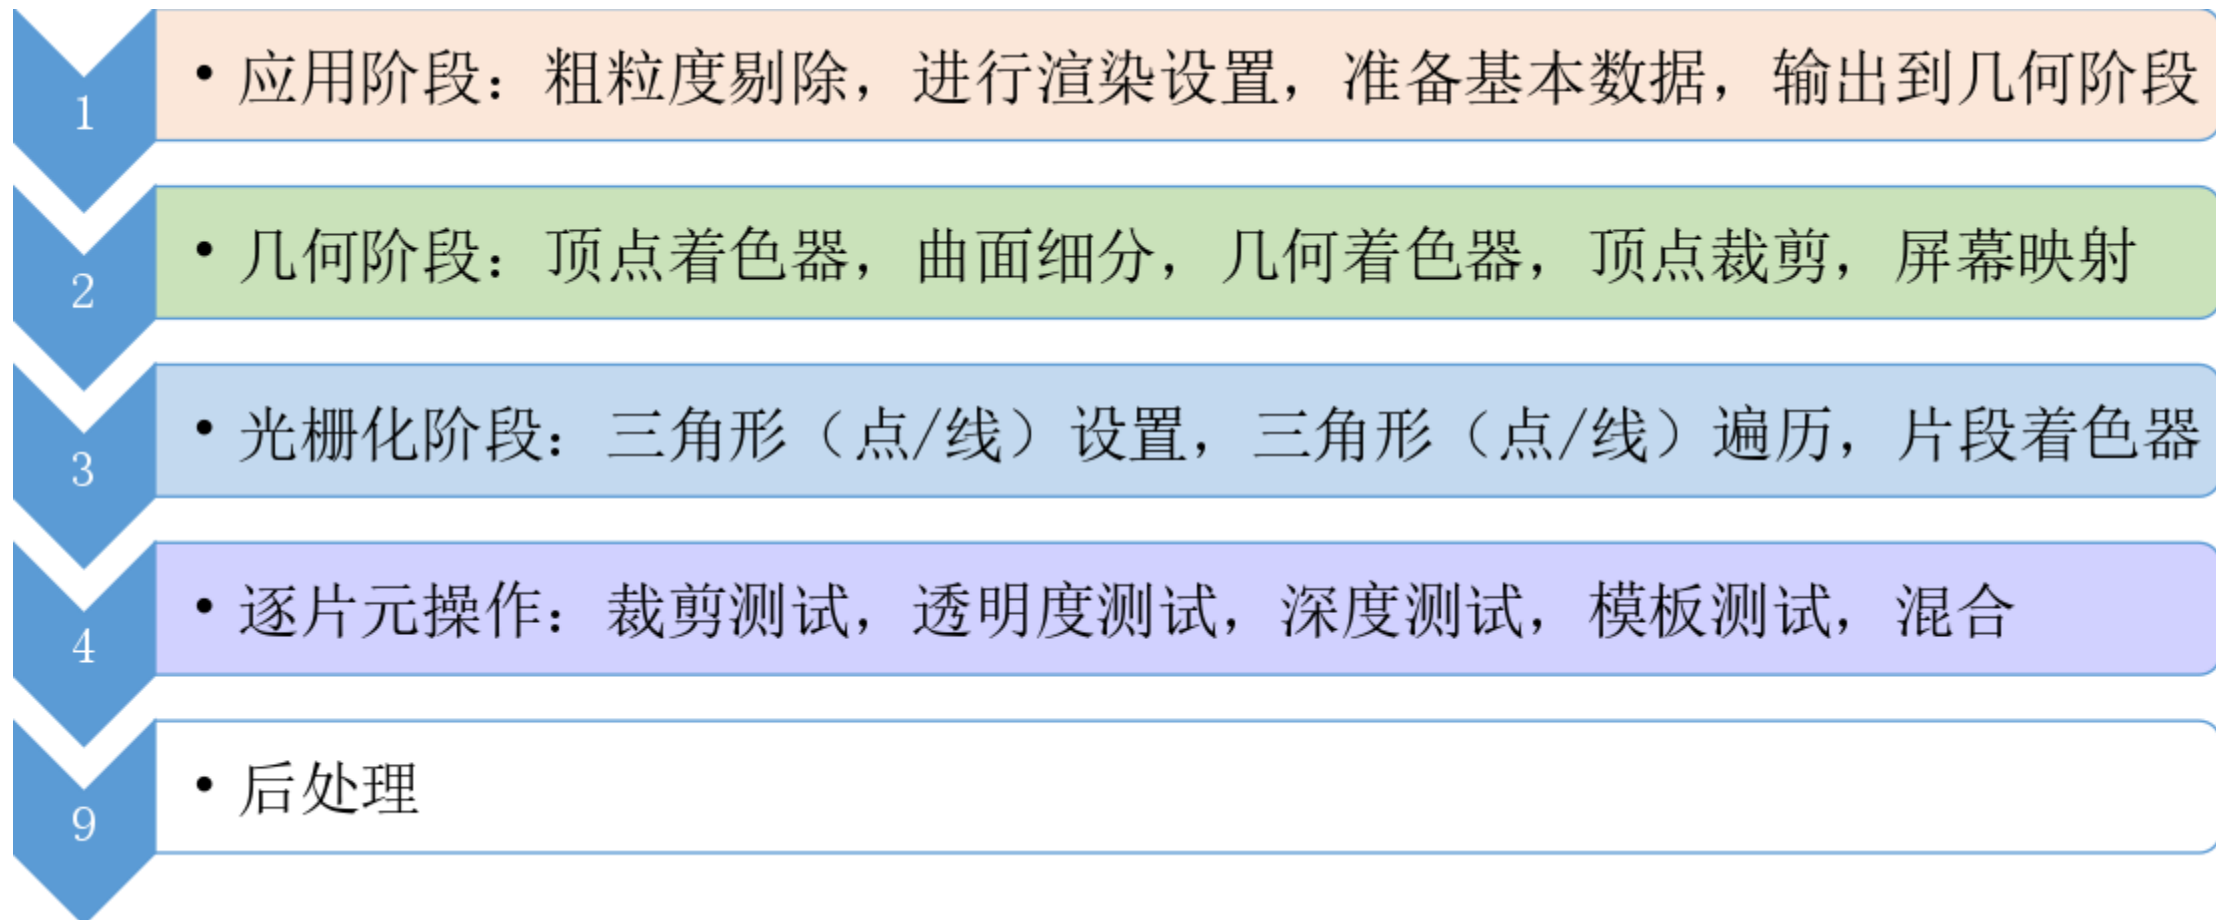 1
• 应用阶段：粗粒度剔除，进行渲染设置，准备基本数据，输出到几何阶段
2
• 几何阶段：顶点着色器，曲面细分，几何着色器，顶点裁剪，屏幕映射
3
• 光栅化阶段：三角形（点/线）设置，三角形（点/线）遍历，片段着色器
4
• 逐片元操作：裁剪测试，透明度测试，深度测试，模板测试，混合
9
• 后处理